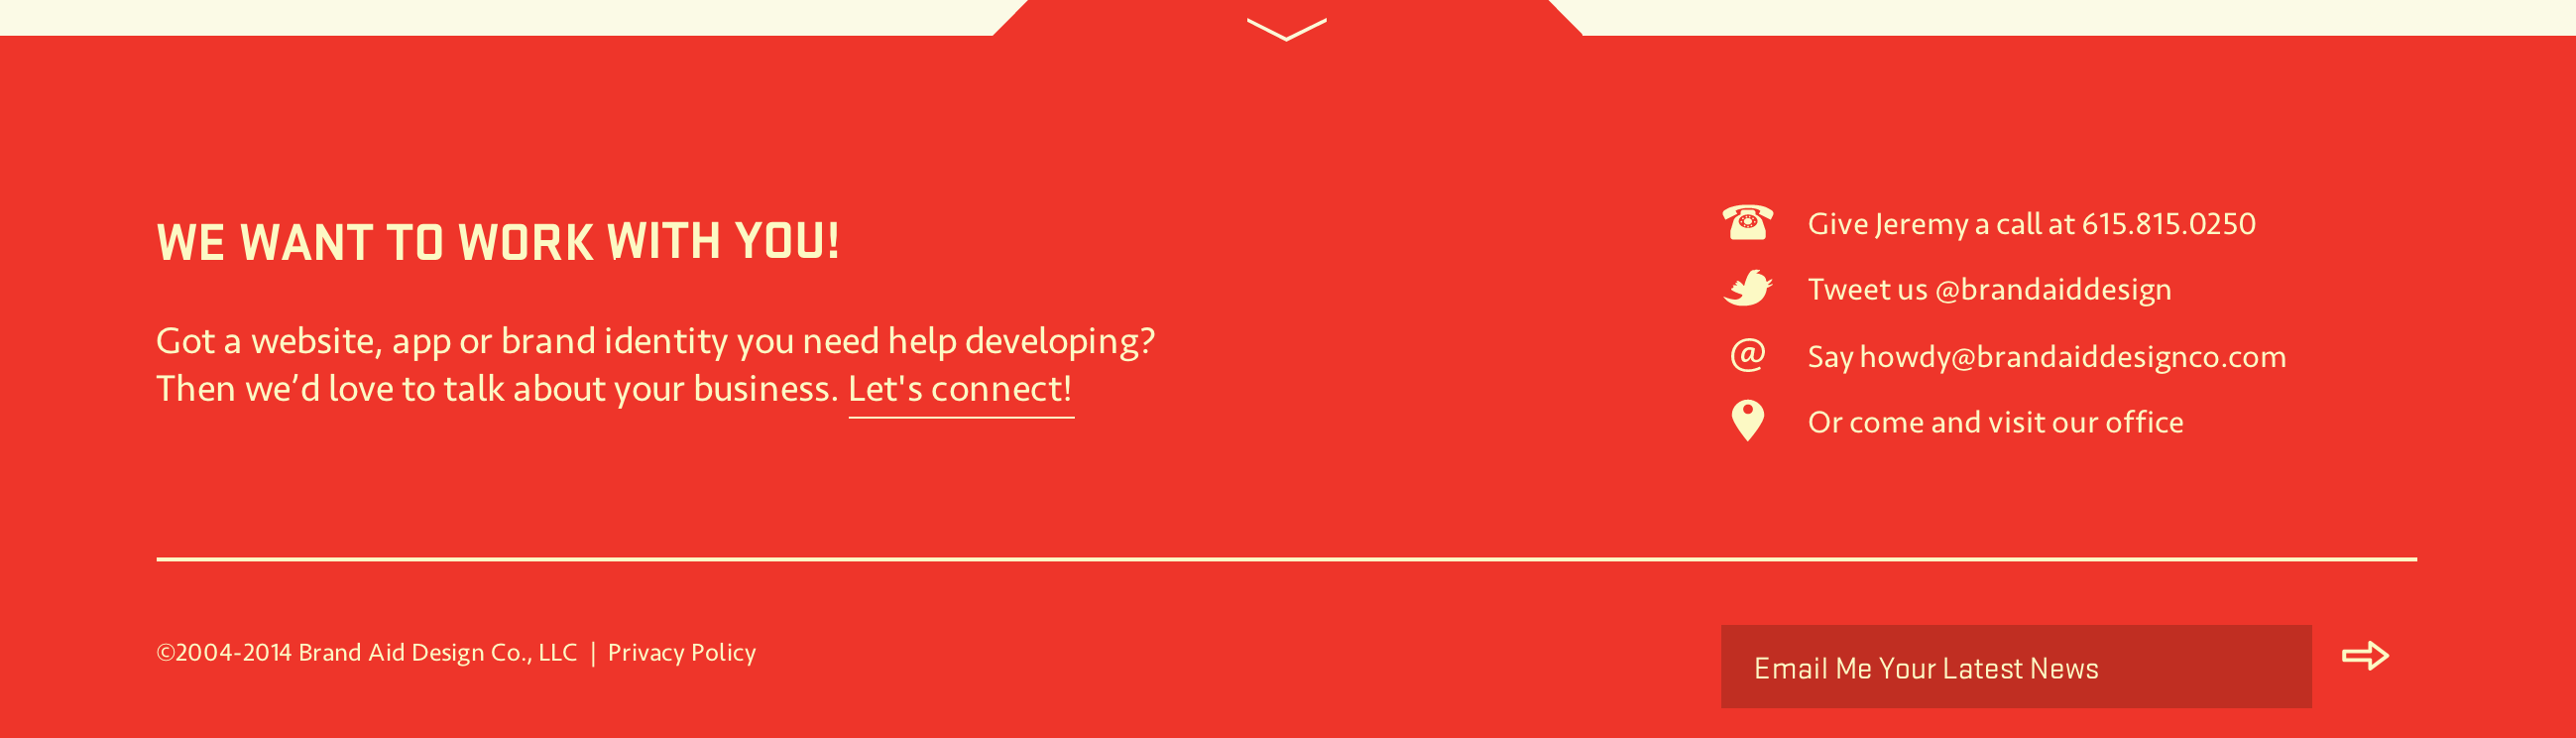 WE WANT TO WORK WITH YOU!
Got a website, app or brand identity you need help developing?
Then we’d love to talk about your business. Let's connect!
Give Jeremy a call at 615.815.0250
Tweet us @brandaiddesign
@ Say howdy@brandaiddesignco.com
Or come and visit our office
©2004-2014 Brand Aid Design Co., LLC | Privacy Policy
Email Me Your Latest News